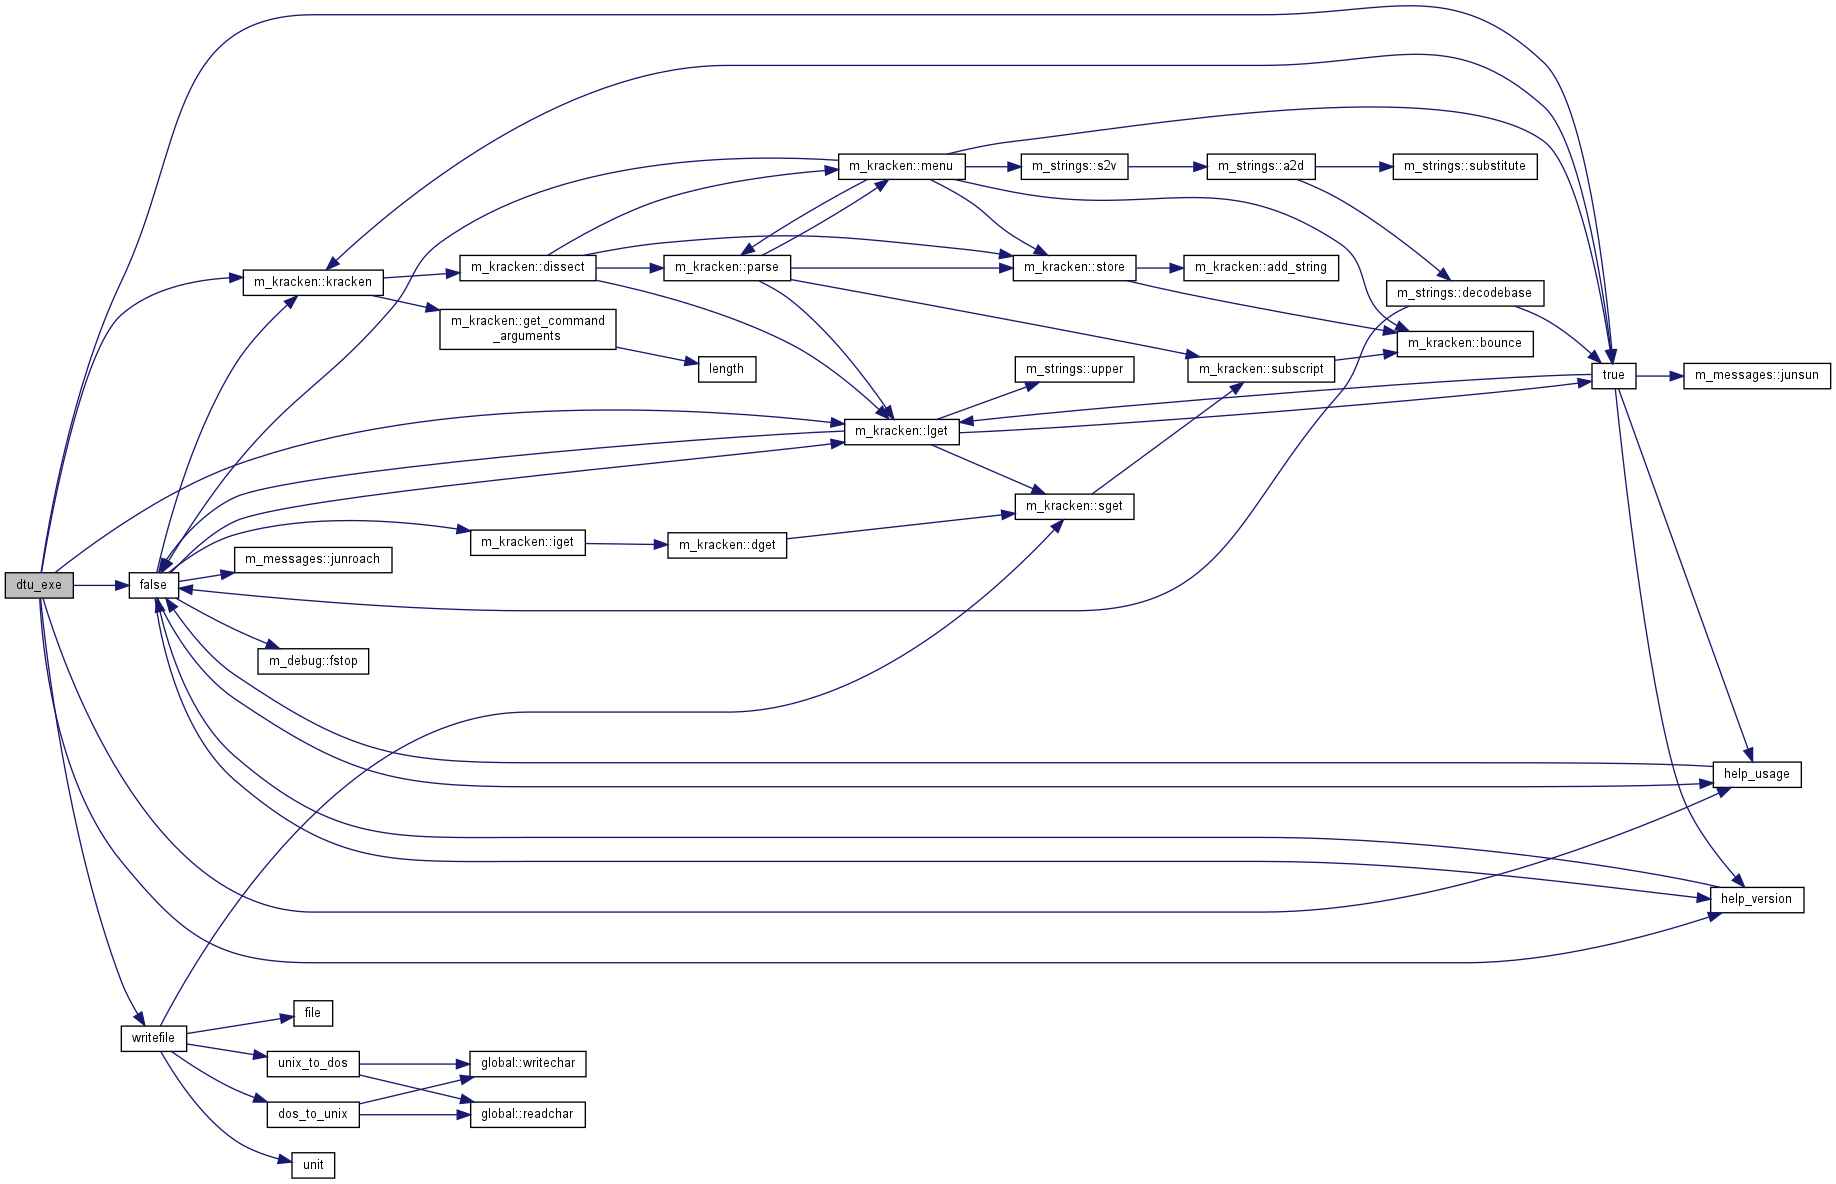 m_kracken::menu
m_strings::s2v
m_strings::a2d
m_strings::substitute
m_kracken::dissect
m_kracken::parse
m_kracken::store
m_kracken::add_string
m_kracken::kracken
m_strings::decodebase
m_kracken::get_command
_arguments
m_kracken::bounce
length
m_strings::upper
m_kracken::subscript
true
m_messages::junsun
m_kracken::lget
m_kracken::sget
m_kracken::iget
m_kracken::dget
m_messages::junroach
dtu_exe
false
m_debug::fstop
help_usage
help_version
file
writefile
unix_to_dos
global::writechar
dos_to_unix
global::readchar
unit